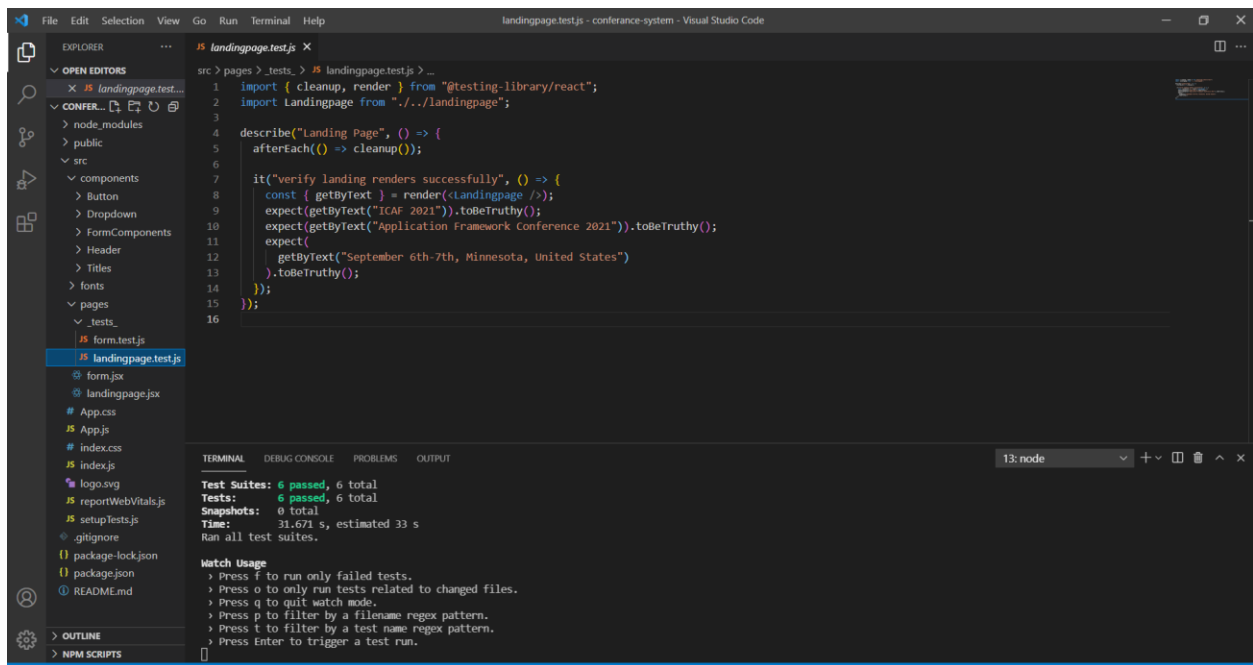 File Edit Selection View Go Run Terminal Help
landingpage.test.js - conferance-system - Visual Studio Code
EXPLORER ...
OPEN EDITORS
JS landingpage.test....
CONFER...
node_modules
public
src
components
Button
Dropdown
FormComponents
Header
Titles
fonts
pages
_tests_
JS form.test.js
JS landingpage.test.js
form.jsx
landingpage.jsx
# App.css
JS App.js
# index.css
JS index.js
logo.svg
JS reportWebVitals.js
JS setupTests.js
.gitignore
{} package-lock.json
{} package.json
README.md
OUTLINE
NPM SCRIPTS
JS landingpage.test.js
src > pages > _tests_ > JS landingpage.test.js > ...
1 import { cleanup, render } from "@testing-library/react";
2 import Landingpage from "./../landingpage";
3
4 describe("Landing Page", () => {
5 afterEach(() => cleanup());
6
7 it("verify landing renders successfully", () => {
8 const { getByText } = render(<Landingpage />);
9 expect(getByText("ICAF 2021")).toBeTruthy();
10 expect(getByText("Application Framework Conference 2021")).toBeTruthy();
11 expect(
12 getByText("September 6th-7th, Minnesota, United States")
13 ).toBeTruthy();
14 });
15 });
16
TERMINAL DEBUG CONSOLE PROBLEMS OUTPUT
13: node
Test Suites: 6 passed, 6 total
Tests: 6 passed, 6 total
Snapshots: 0 total
Time: 31.671 s, estimated 33 s
Ran all test suites.
Watch Usage
› Press f to run only failed tests.
› Press o to only run tests related to changed files.
› Press q to quit watch mode.
› Press p to filter by a filename regex pattern.
› Press t to filter by a test name regex pattern.
› Press Enter to trigger a test run.